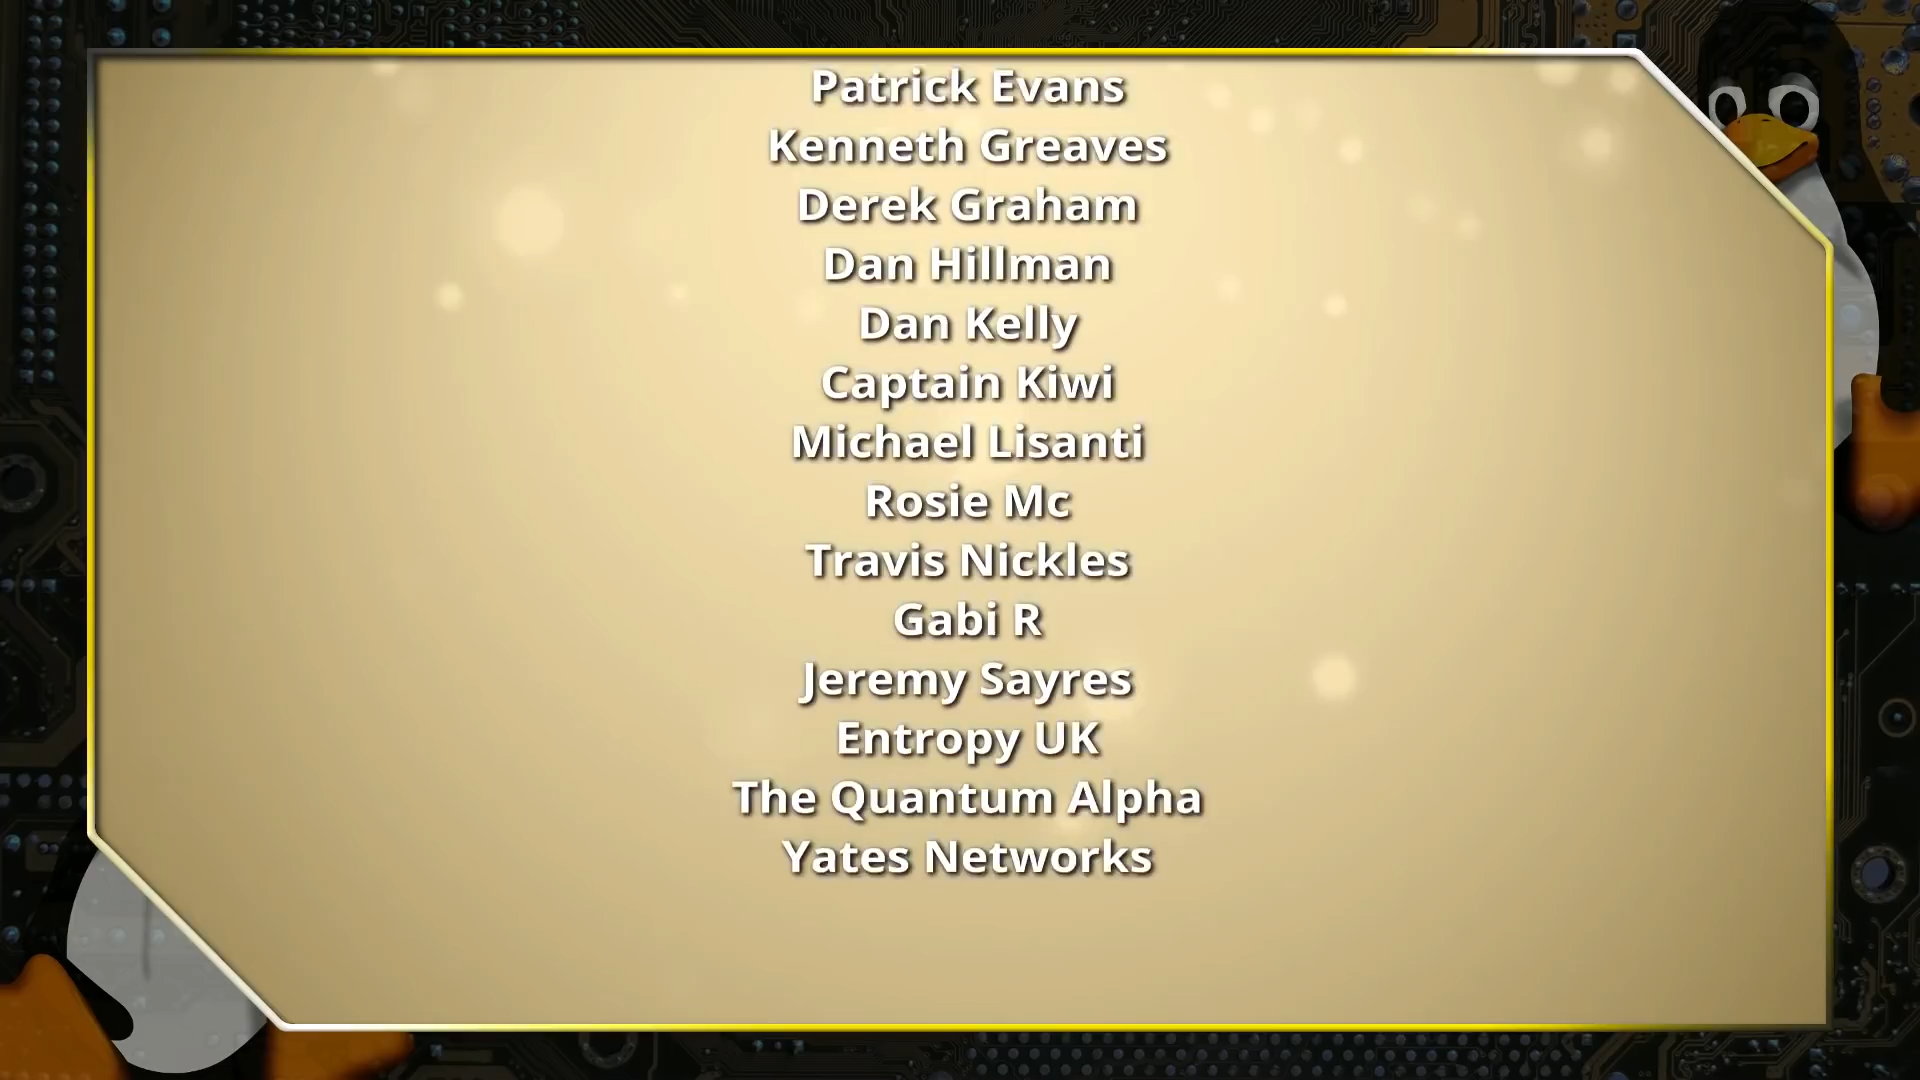 Patrick Evans
Kenneth Greaves
Derek Graham
Dan Hillman
Dan Kelly
Captain Kiwi
Michael Lisanti
Rosie Mc
Travis Nickles
Gabi R
Jeremy Sayres
Entropy UK
The Quantum Alpha
Yates Networks